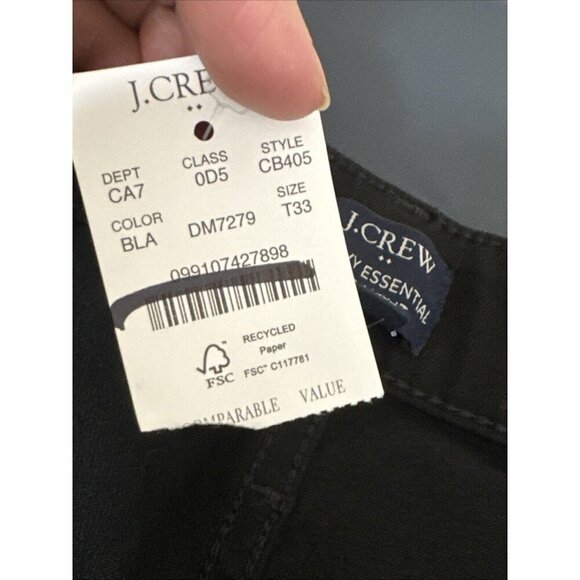 J.CREW
DEPT CLASS STYLE
CA7 0D5 CB405
COLOR SIZE
BLA DM7279 T33
099107427898
RECYCLED
Paper
FSC™ C117781
FSC
COMPARABLE VALUE
J.CREW
ESSENTIAL